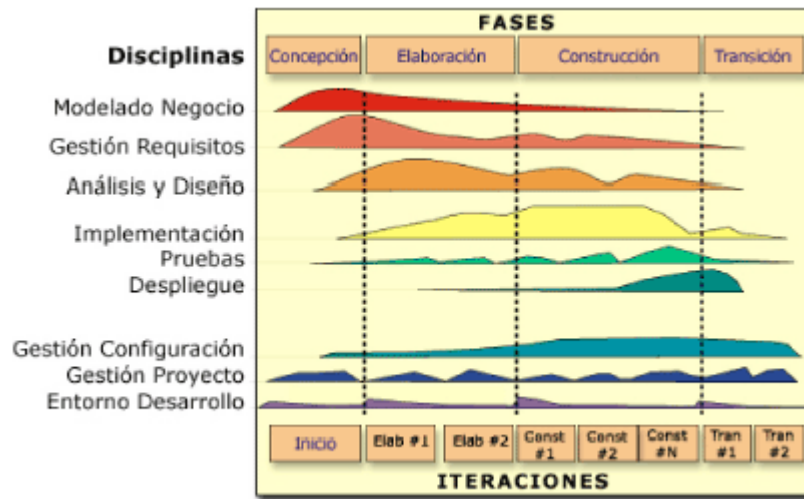 FASES
Disciplinas
Concepción
Elaboración
Construcción
Transición
Modelado Negocio
Gestión Requisitos
Análisis y Diseño
Implementación
Pruebas
Despliegue
Gestión Configuración
Gestión Proyecto
Entorno Desarrollo
Inicio
Elab #1
Elab #2
Const
#1
Const
#2
Const
#N
Tran
#1
Tran
#2
ITERACIONES